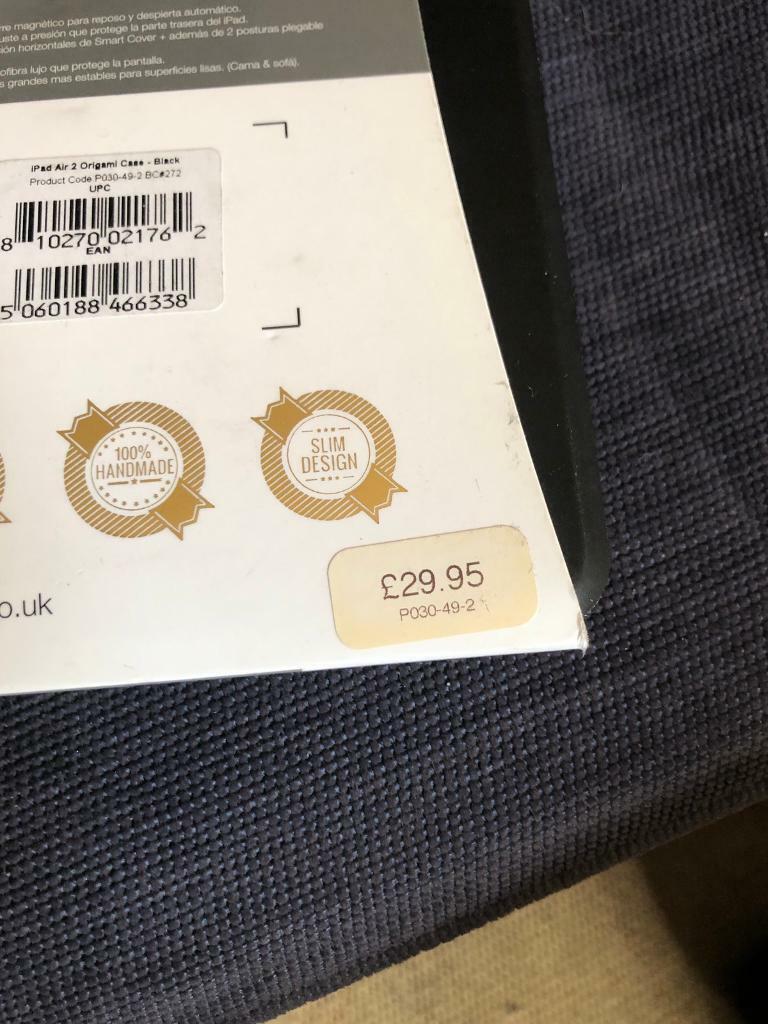 re magnético para reposo y despierta automático.
uste a presión que protege la parte trasera del iPad.
ción horizontales de Smart Cover + además de 2 posturas plegable
ofibra lujo que protege la pantalla.
s grandes mas estables para superficies lisas. (Cama & sofá).
iPad Air 2 Origami Case - Black
Product Code P030-49-2 BC#272
UPC
8 10270 02176 2
EAN
5 060188 466338
100%
HANDMADE
SLIM
DESIGN
£29.95
P030-49-2
o.uk